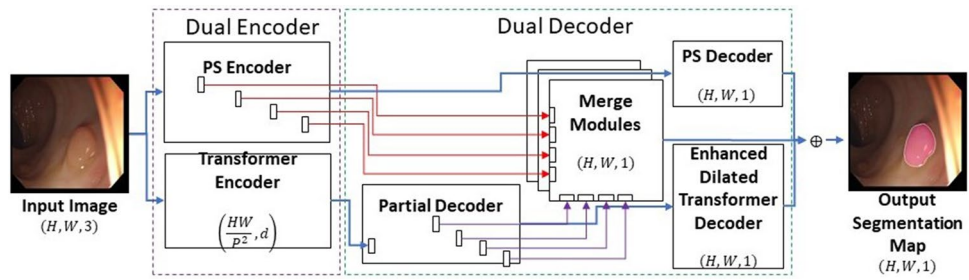 Dual Encoder
Dual Decoder
PS Encoder
Transformer
Encoder
(HW/P², d)
Input Image
(H, W, 3)
Partial Decoder
Merge
Modules
(H, W, 1)
PS Decoder
(H, W, 1)
Enhanced
Dilated
Transformer
Decoder
(H, W, 1)
⊕
Output
Segmentation
Map
(H, W, 1)